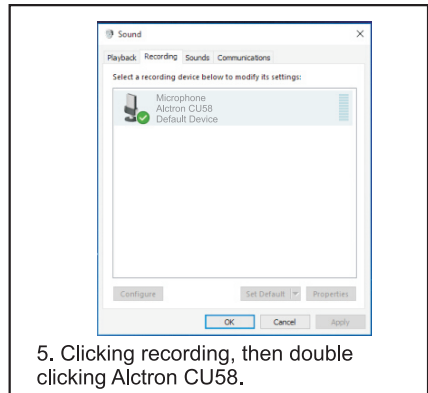 Sound
Playback Recording Sounds Communications
Select a recording device below to modify its settings:
Microphone
Alctron CU58
Default Device
Configure Set Default Properties
OK Cancel Apply
5. Clicking recording, then double
clicking Alctron CU58.